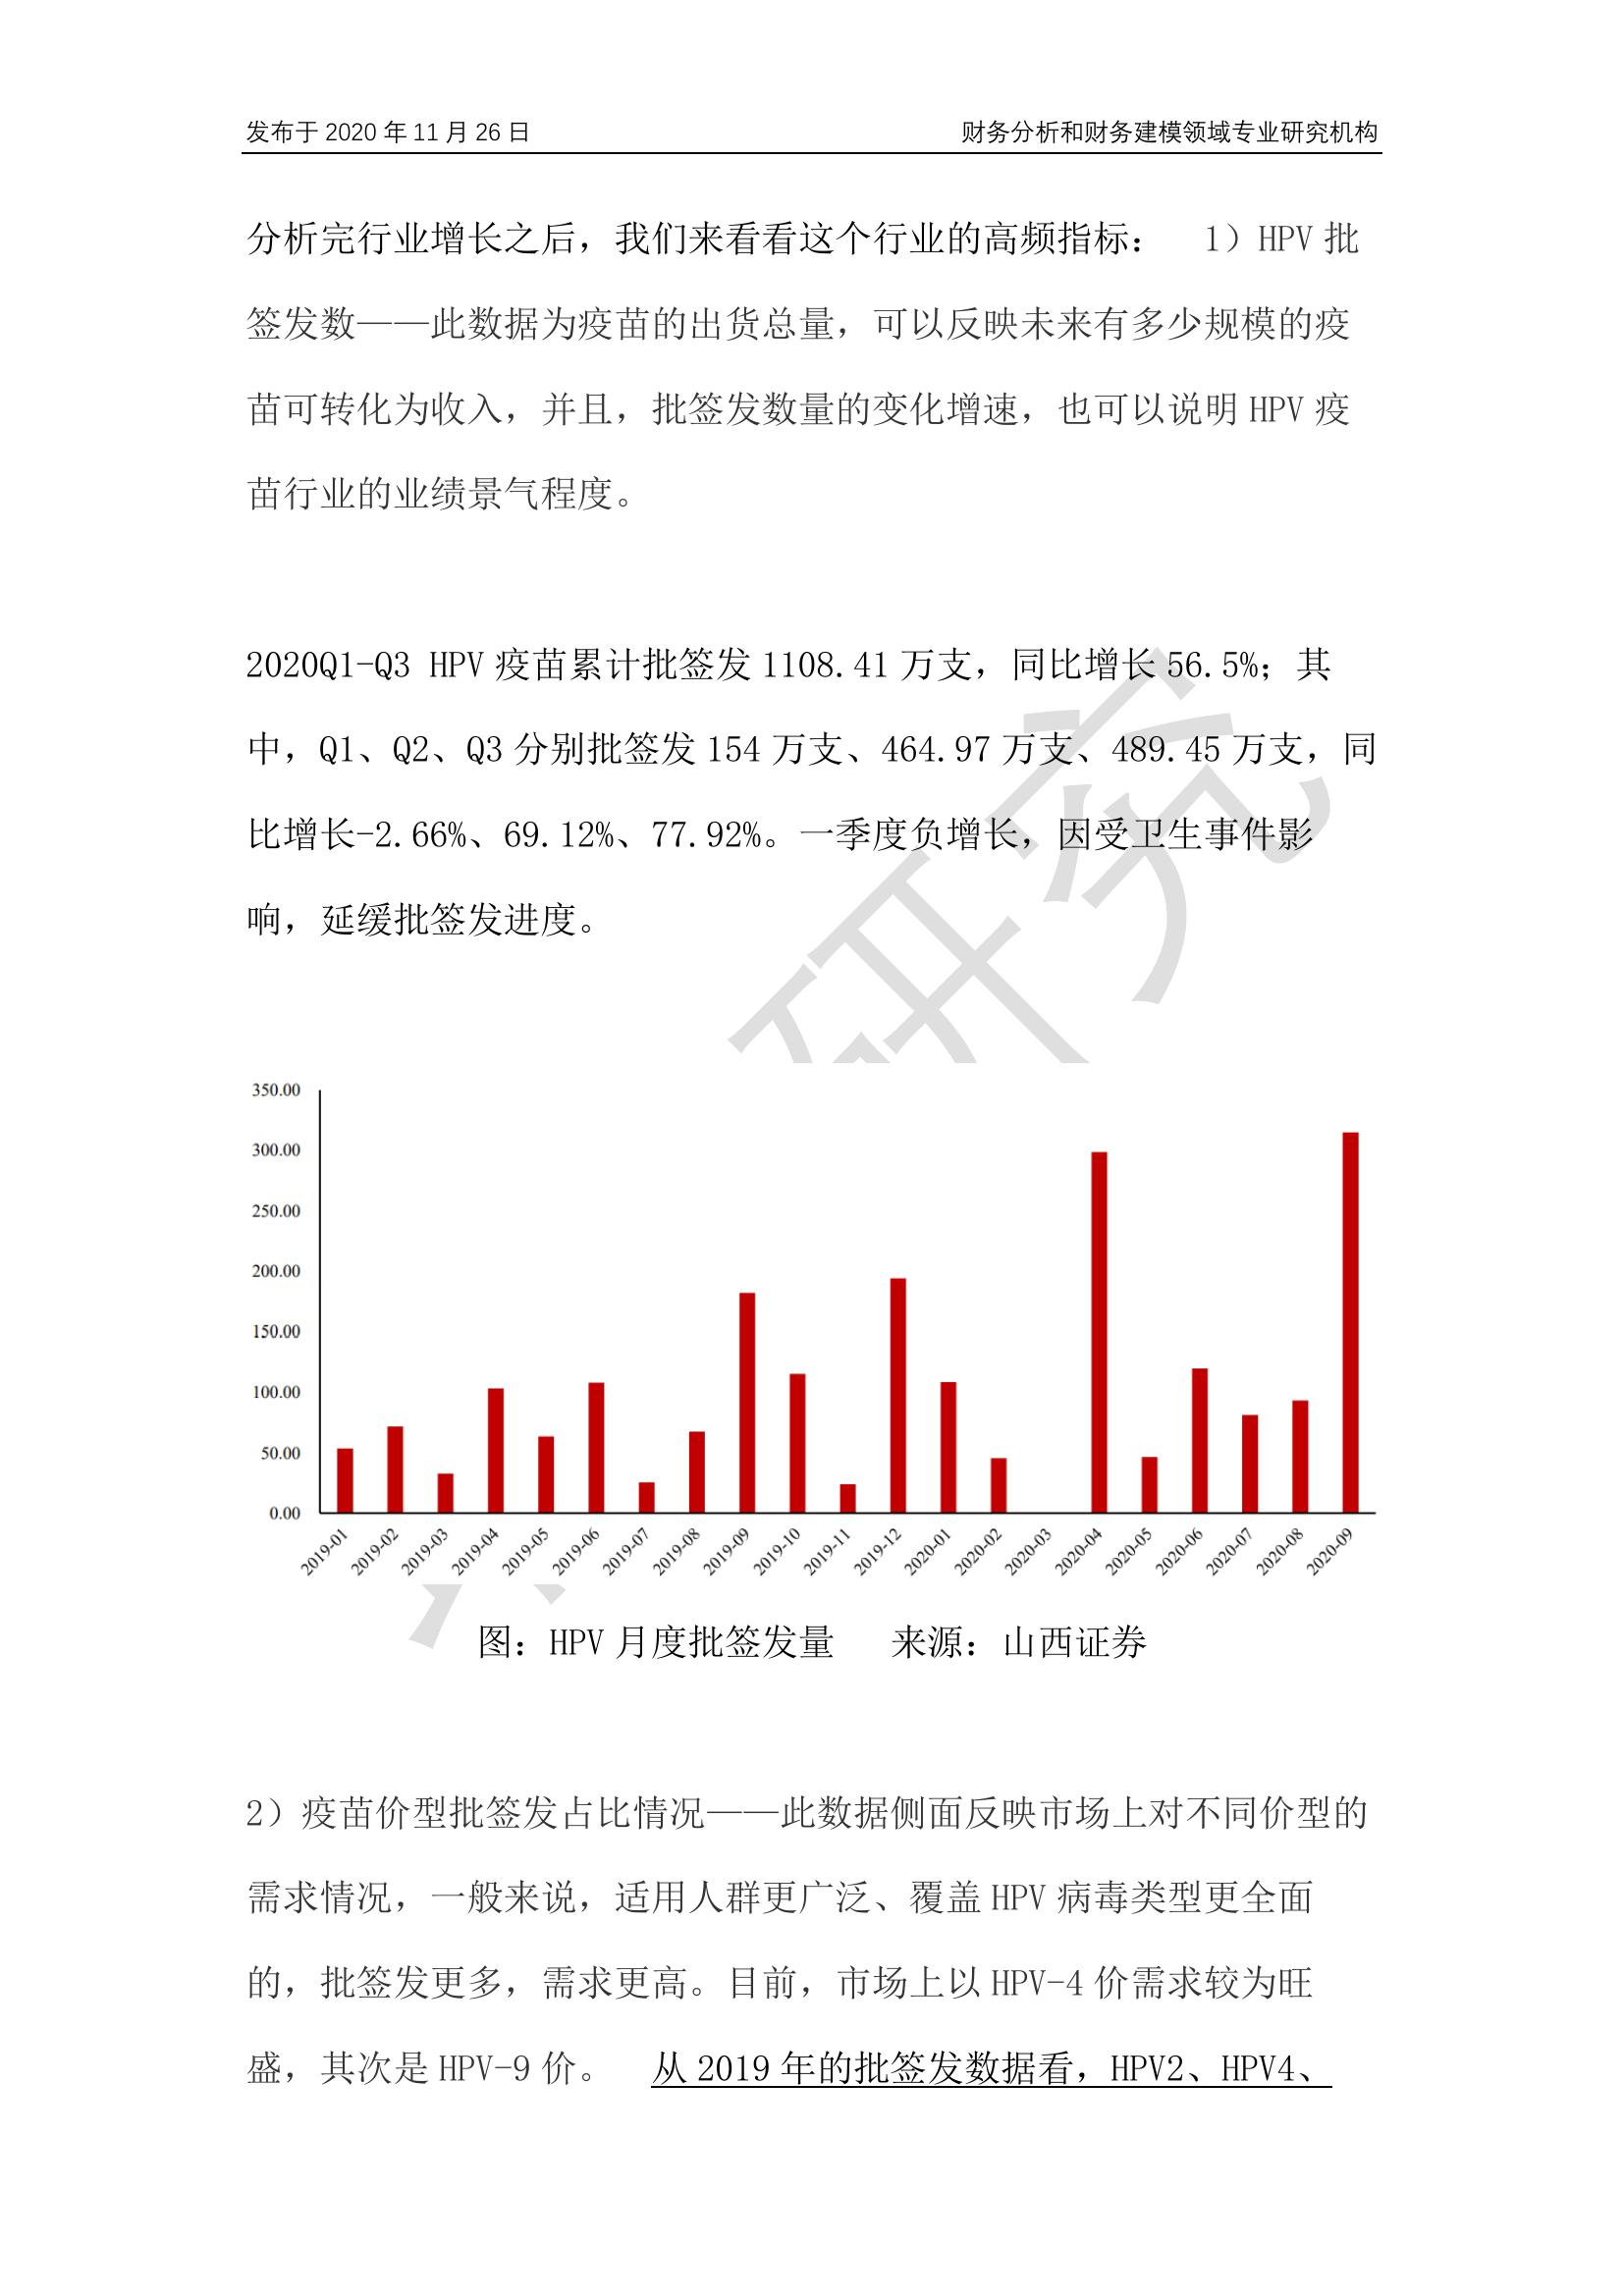 发布于 2020 年 11 月 26 日 财务分析和财务建模领域专业研究机构
分析完行业增长之后，我们来看看这个行业的高频指标： 1）HPV 批
签发数——此数据为疫苗的出货总量，可以反映未来有多少规模的疫
苗可转化为收入，并且，批签发数量的变化增速，也可以说明 HPV 疫
苗行业的业绩景气程度。
2020Q1-Q3 HPV 疫苗累计批签发 1108.41 万支，同比增长 56.5%；其
中，Q1、Q2、Q3 分别批签发 154 万支、464.97 万支、489.45 万支，同
比增长-2.66%、69.12%、77.92%。一季度负增长，因受卫生事件影
响，延缓批签发进度。
研究
350.00
300.00
250.00
200.00
150.00
100.00
50.00
0.00
2019-01 2019-02 2019-03 2019-04 2019-05 2019-06 2019-07 2019-08 2019-09 2019-10 2019-11 2019-12 2020-01 2020-02 2020-03 2020-04 2020-05 2020-06 2020-07 2020-08 2020-09
图：HPV 月度批签发量 来源：山西证券
2）疫苗价型批签发占比情况——此数据侧面反映市场上对不同价型的
需求情况，一般来说，适用人群更广泛、覆盖 HPV 病毒类型更全面
的，批签发更多，需求更高。目前，市场上以 HPV-4 价需求较为旺
盛，其次是 HPV-9 价。 从 2019 年的批签发数据看，HPV2、HPV4、